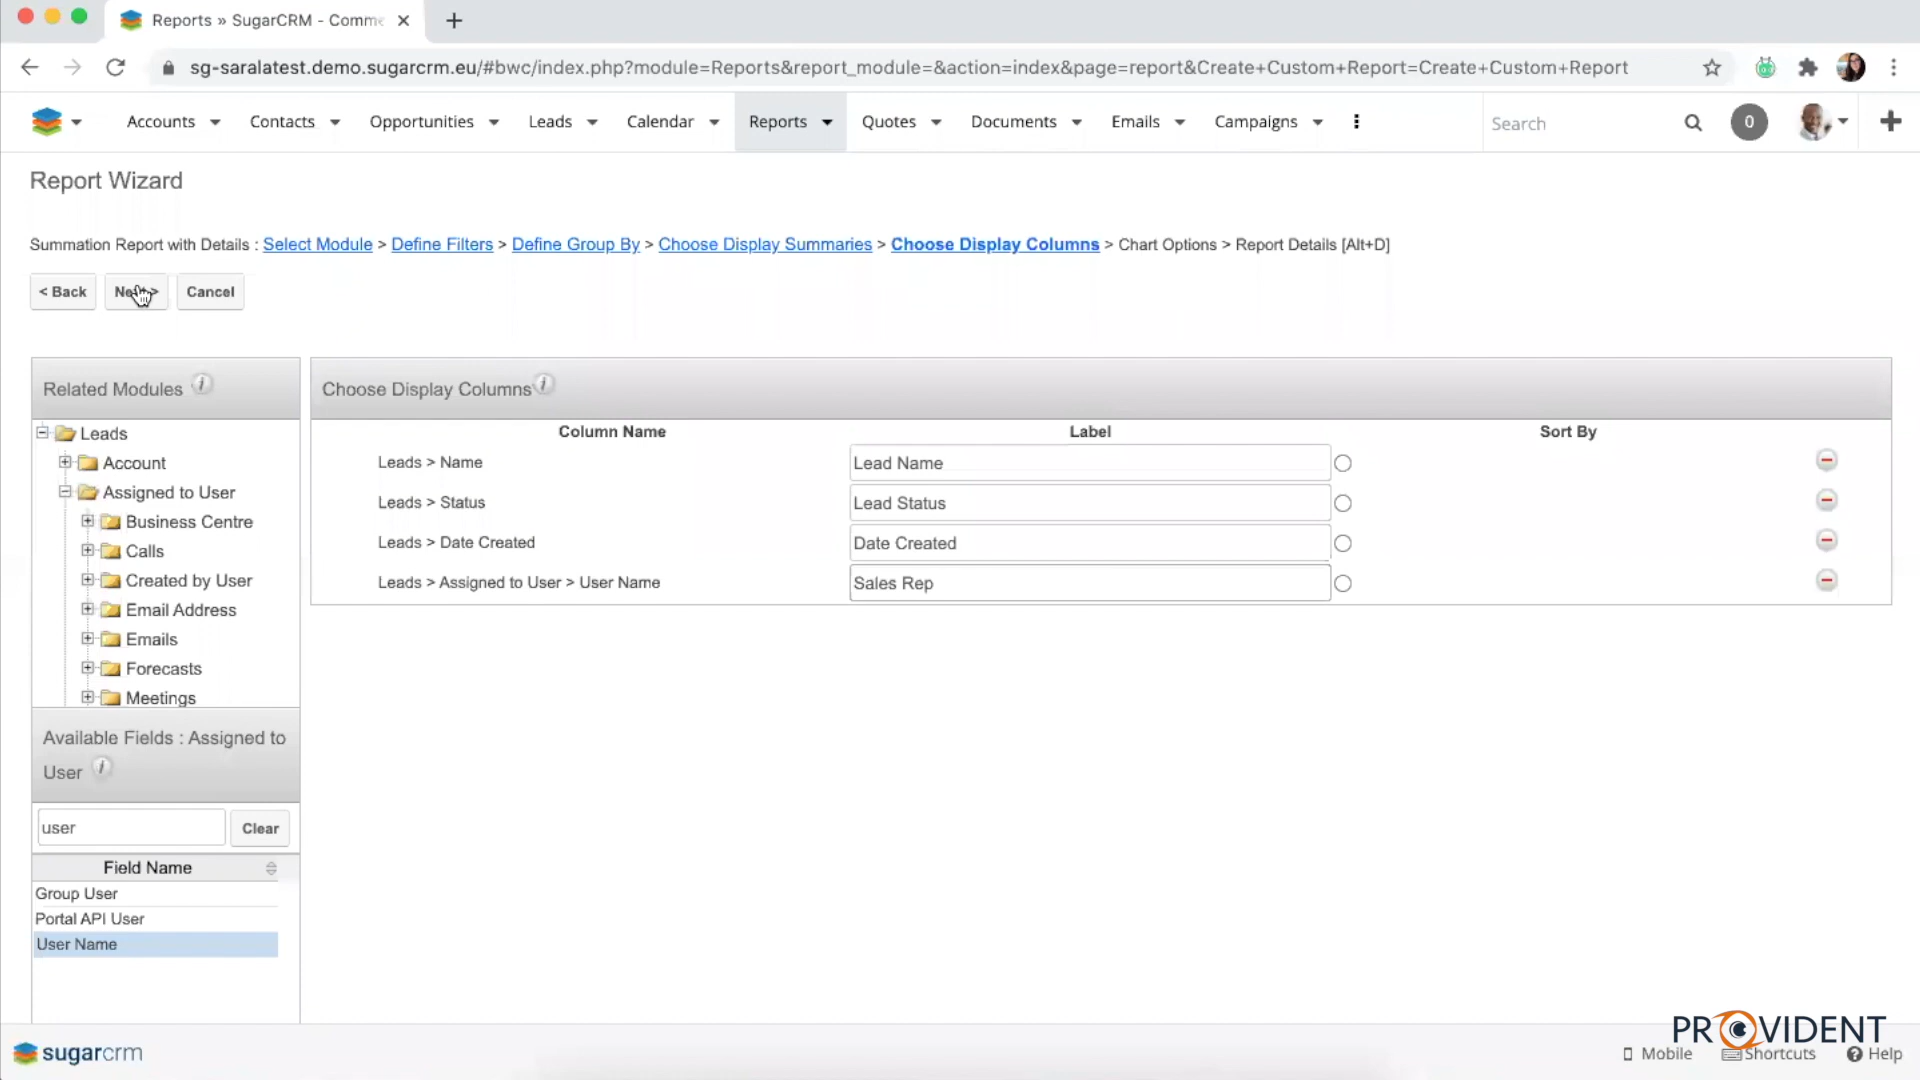 Reports » SugarCRM - Comme
sg-saralatest.demo.sugarcrm.eu/#bwc/index.php?module=Reports&report_module=&action=index&page=report&Create+Custom+Report=Create+Custom+Report
Accounts Contacts Opportunities Leads Calendar Reports Quotes Documents Emails Campaigns Search 0
Report Wizard
Summation Report with Details : Select Module > Define Filters > Define Group By > Choose Display Summaries > Choose Display Columns > Chart Options > Report Details [Alt+D]
< Back Next > Cancel
Related Modules i
Choose Display Columns i
Column Name Label Sort By
Leads
Account
Assigned to User
Business Centre
Calls
Created by User
Email Address
Emails
Forecasts
Meetings
Leads > Name Lead Name
Leads > Status Lead Status
Leads > Date Created Date Created
Leads > Assigned to User > User Name Sales Rep
Available Fields : Assigned to
User i
user Clear
Field Name
Group User
Portal API User
User Name
PROVIDENT
sugarcrm
Mobile Shortcuts ? Help